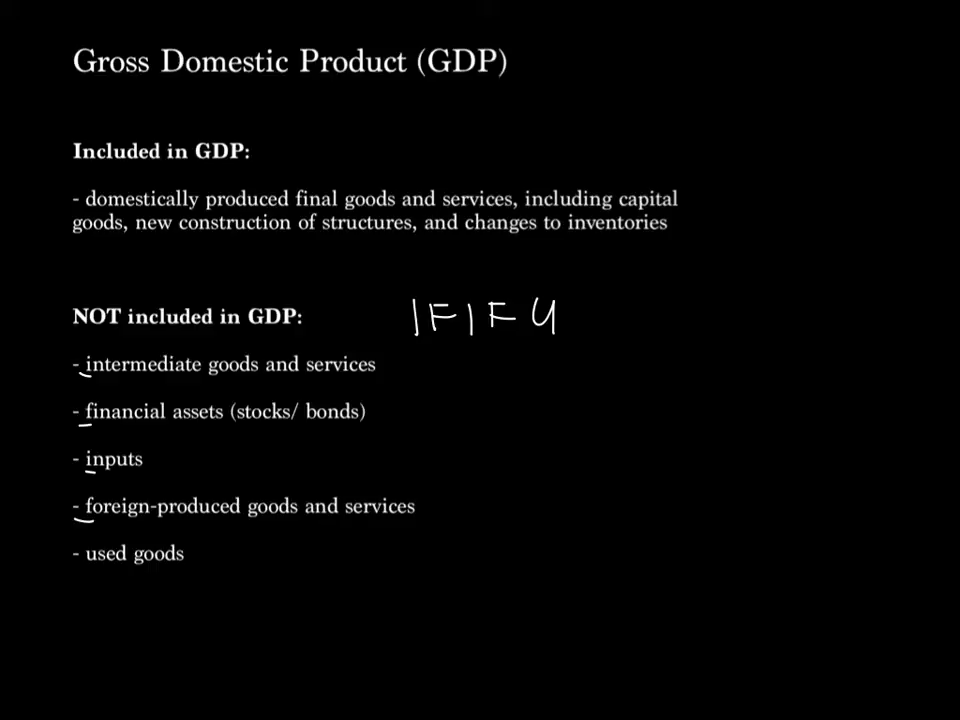 Gross Domestic Product (GDP)
Included in GDP:
- domestically produced final goods and services, including capital
goods, new construction of structures, and changes to inventories
NOT included in GDP:
IFIFU
- intermediate goods and services
- financial assets (stocks/ bonds)
- inputs
- foreign-produced goods and services
- used goods